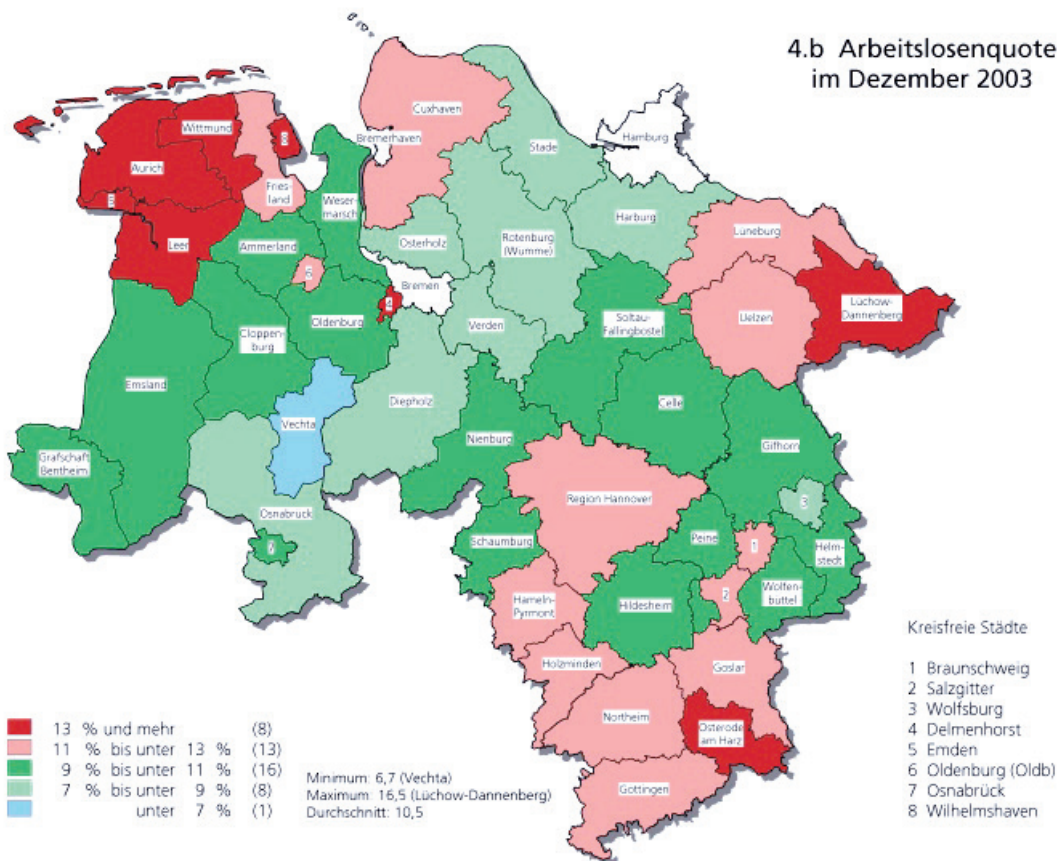 4.b Arbeitslosenquote
im Dezember 2003
Cuxhaven
Bremerhaven
Hamburg
Stade
Wittmund
8
Aurich
Fries-
land
Weser-
marsch
Harburg
Lüneburg
Leer
Ammerland
Osterholz
Rotenburg
(Wümme)
6
Bremen
4
Lüchow-
Dannenberg
Oldenburg
Verden
Soltau-
Fallingbostel
Uelzen
Cloppen-
burg
Emsland
Diepholz
Celle
Vechta
Nienburg
Gifhorn
Grafschaft
Bentheim
Region Hannover
3
Osnabrück
7
Schaumburg
Peine
1
Helm-
stedt
2
Wolfen-
büttel
Hameln-
Pyrmont
Hildesheim
Holzminden
Goslar
Northeim
Osterode
am Harz
Göttingen
Kreisfreie Städte
1 Braunschweig
2 Salzgitter
3 Wolfsburg
4 Delmenhorst
5 Emden
6 Oldenburg (Oldb)
7 Osnabrück
8 Wilhelmshaven
13 % und mehr (8)
11 % bis unter 13 % (13)
9 % bis unter 11 % (16)
7 % bis unter 9 % (8)
unter 7 % (1)
Minimum: 6,7 (Vechta)
Maximum: 16,5 (Lüchow-Dannenberg)
Durchschnitt: 10,5